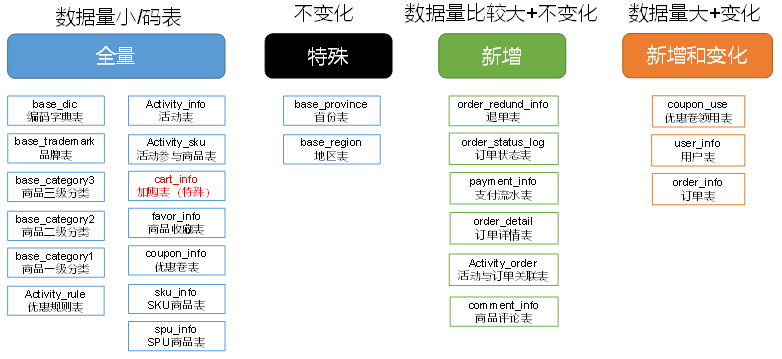 数据量小/码表
不变化
数据量比较大+不变化
数据量大+变化
全量
特殊
新增
新增和变化
base_dic
编码字典表
base_trademark
品牌表
base_category3
商品三级分类
base_category2
商品二级分类
base_category1
商品一级分类
Activity_rule
优惠规则表
Activity_info
活动表
Activity_sku
活动参与商品表
cart_info
加购表（特殊）
favor_info
商品收藏表
coupon_info
优惠卷表
sku_info
SKU商品表
spu_info
SPU商品表
base_province
省份表
base_region
地区表
order_redund_info
退单表
order_status_log
订单状态表
payment_info
支付流水表
order_detail
订单详情表
Activity_order
活动与订单关联表
comment_info
商品评论表
coupon_use
优惠卷领用表
user_info
用户表
order_info
订单表